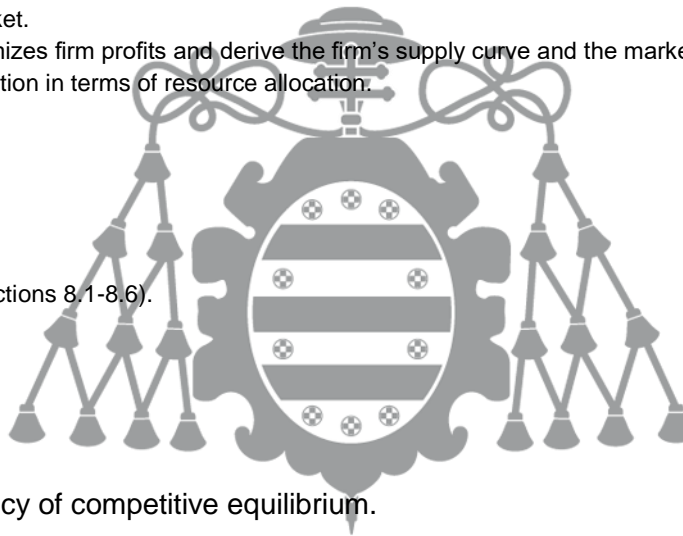 ket.
nizes firm profits and derive the firm's supply curve and the marke
tion in terms of resource allocation.
ctions 8.1-8.6).
cy of competitive equilibrium.